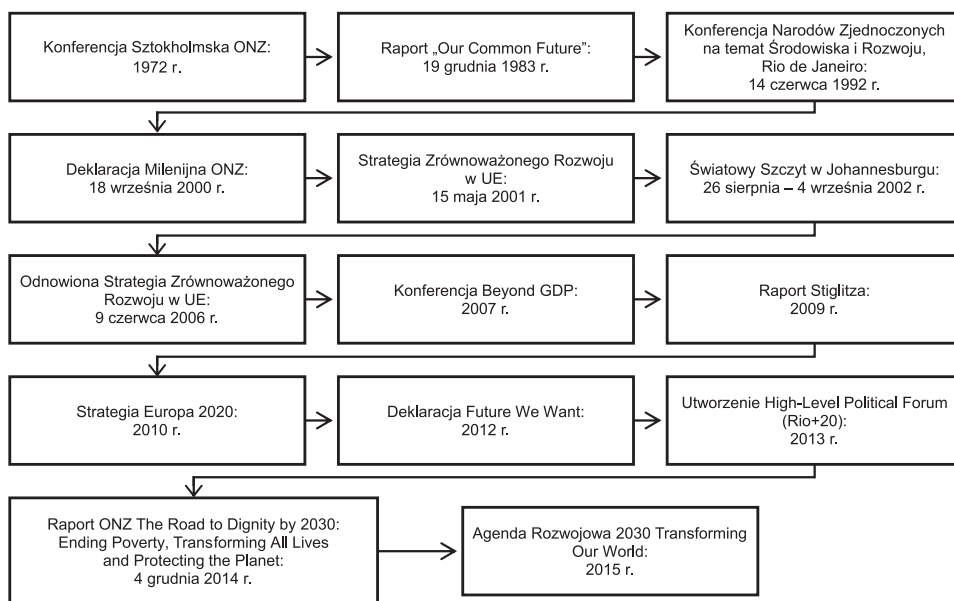 Konferencja Sztokholmska ONZ:
1972 r.
Raport „Our Common Future”:
19 grudnia 1983 r.
Konferencja Narodów Zjednoczonych
na temat Środowiska i Rozwoju,
Rio de Janeiro:
14 czerwca 1992 r.
Deklaracja Milenijna ONZ:
18 września 2000 r.
Strategia Zrównoważonego Rozwoju
w UE:
15 maja 2001 r.
Światowy Szczyt w Johannesburgu:
26 sierpnia – 4 września 2002 r.
Odnowiona Strategia Zrównoważonego
Rozwoju w UE:
9 czerwca 2006 r.
Konferencja Beyond GDP:
2007 r.
Raport Stiglitza:
2009 r.
Strategia Europa 2020:
2010 r.
Deklaracja Future We Want:
2012 r.
Utworzenie High-Level Political Forum
(Rio+20):
2013 r.
Raport ONZ The Road to Dignity by 2030:
Ending Poverty, Transforming All Lives
and Protecting the Planet:
4 grudnia 2014 r.
Agenda Rozwojowa 2030 Transforming
Our World:
2015 r.